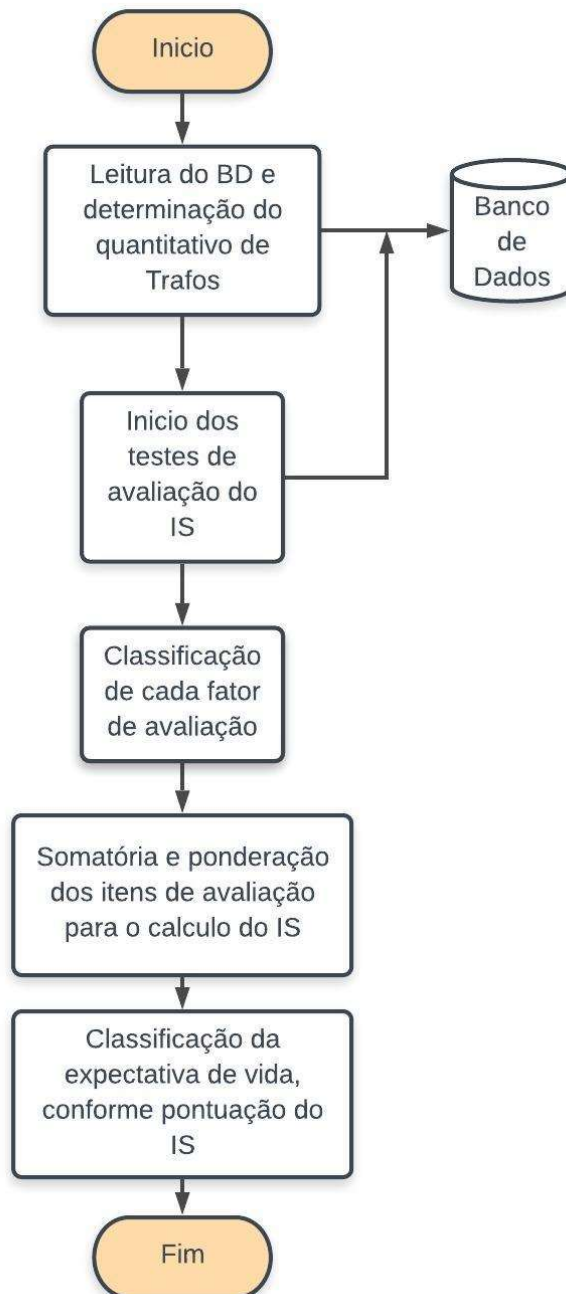 Inicio
Leitura do BD e
determinação do
quantitativo de
Trafos
Banco
de
Dados
Inicio dos
testes de
avaliação do
IS
Classificação
de cada fator
de avaliação
Somatória e ponderação
dos itens de avaliação
para o calculo do IS
Classificação da
expectativa de vida,
conforme pontuação do
IS
Fim